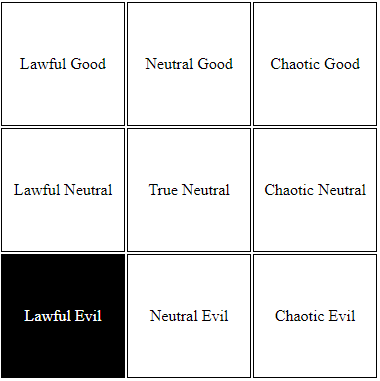 Lawful Good
Neutral Good
Chaotic Good
Lawful Neutral
True Neutral
Chaotic Neutral
Lawful Evil
Neutral Evil
Chaotic Evil